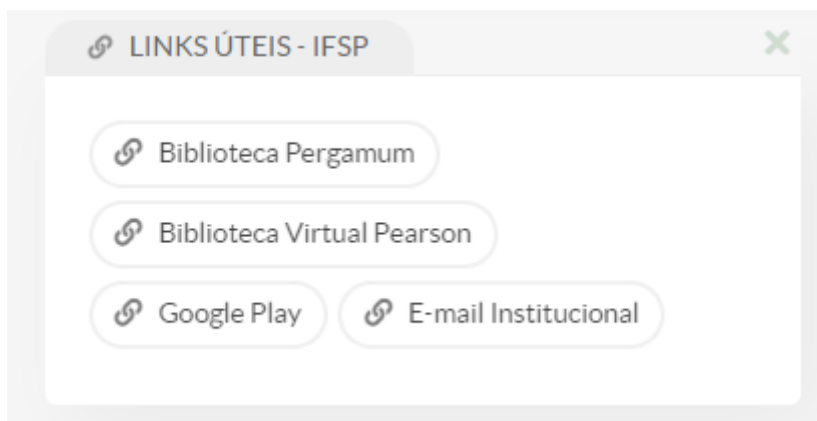 LINKS ÚTEIS - IFSP
Biblioteca Pergamum
Biblioteca Virtual Pearson
Google Play E-mail Institucional